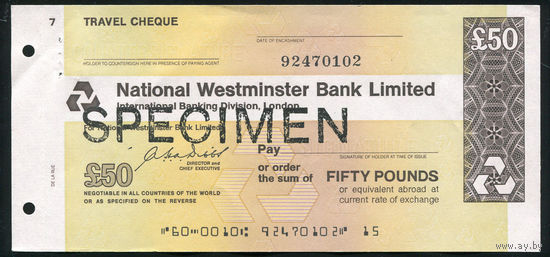 7 TRAVEL CHEQUE
£50
DATE OF ENCASHMENT
HOLDER TO COUNTERSIGN HERE IN PRESENCE OF PAYING AGENT
92470102
National Westminster Bank Limited
International Banking Division, London
SPECIMEN
For National Westminster Bank Limited
Pay
DIRECTOR and
CHIEF EXECUTIVE
SIGNATURE OF HOLDER AT TIME OF ISSUE
£50
or order
the sum of
FIFTY POUNDS
or equivalent abroad at
current rate of exchange
NEGOTIABLE IN ALL COUNTRIES OF THE WORLD
OR AS SPECIFIED ON THE REVERSE
DE LA RUE
⑈60⑉0010⑆ 92470102⑈ 15
www.ay.by